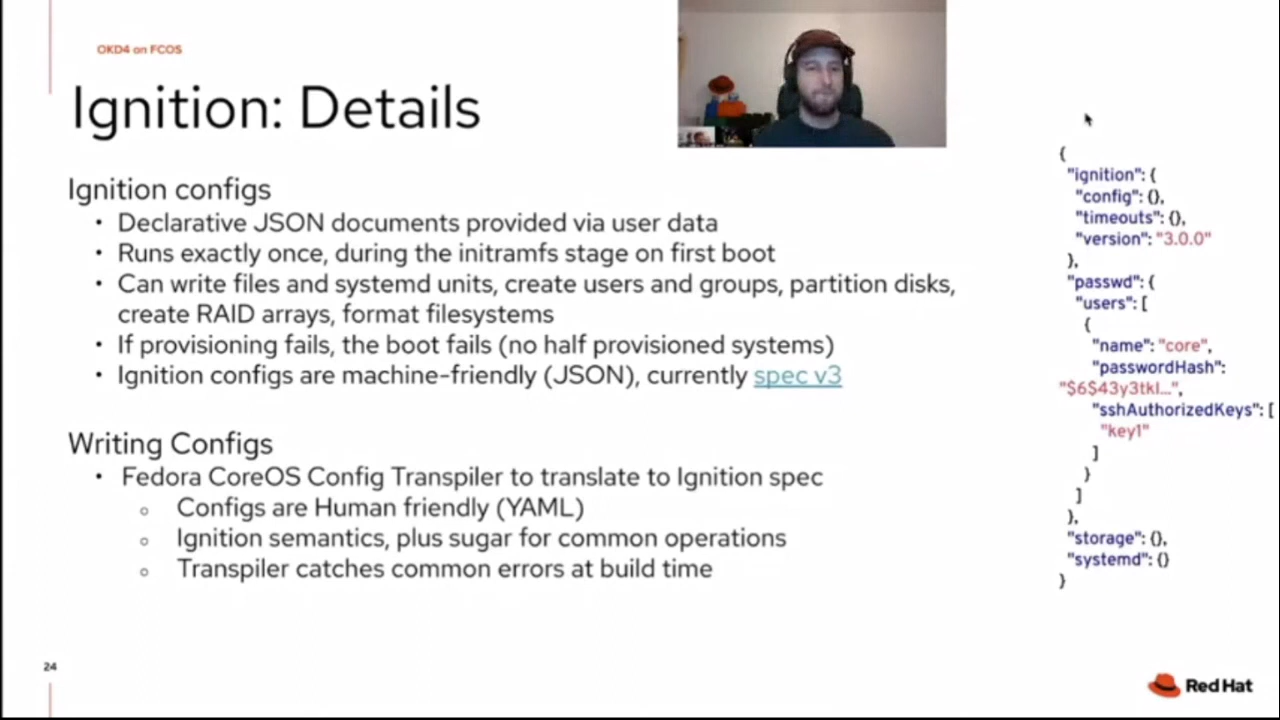 OKD4 on FCOS
Ignition: Details
Ignition configs
• Declarative JSON documents provided via user data
• Runs exactly once, during the initramfs stage on first boot
• Can write files and systemd units, create users and groups, partition disks,
create RAID arrays, format filesystems
• If provisioning fails, the boot fails (no half provisioned systems)
• Ignition configs are machine-friendly (JSON), currently spec v3
Writing Configs
• Fedora CoreOS Config Transpiler to translate to Ignition spec
○ Configs are Human friendly (YAML)
○ Ignition semantics, plus sugar for common operations
○ Transpiler catches common errors at build time
{
"ignition": {
"config": {},
"timeouts": {},
"version": "3.0.0"
},
"passwd": {
"users": [
{
"name": "core",
"passwordHash":
"$6$43y3tkl...",
"sshAuthorizedKeys": [
"key1"
]
}
]
},
"storage": {},
"systemd": {}
}
24
Red Hat